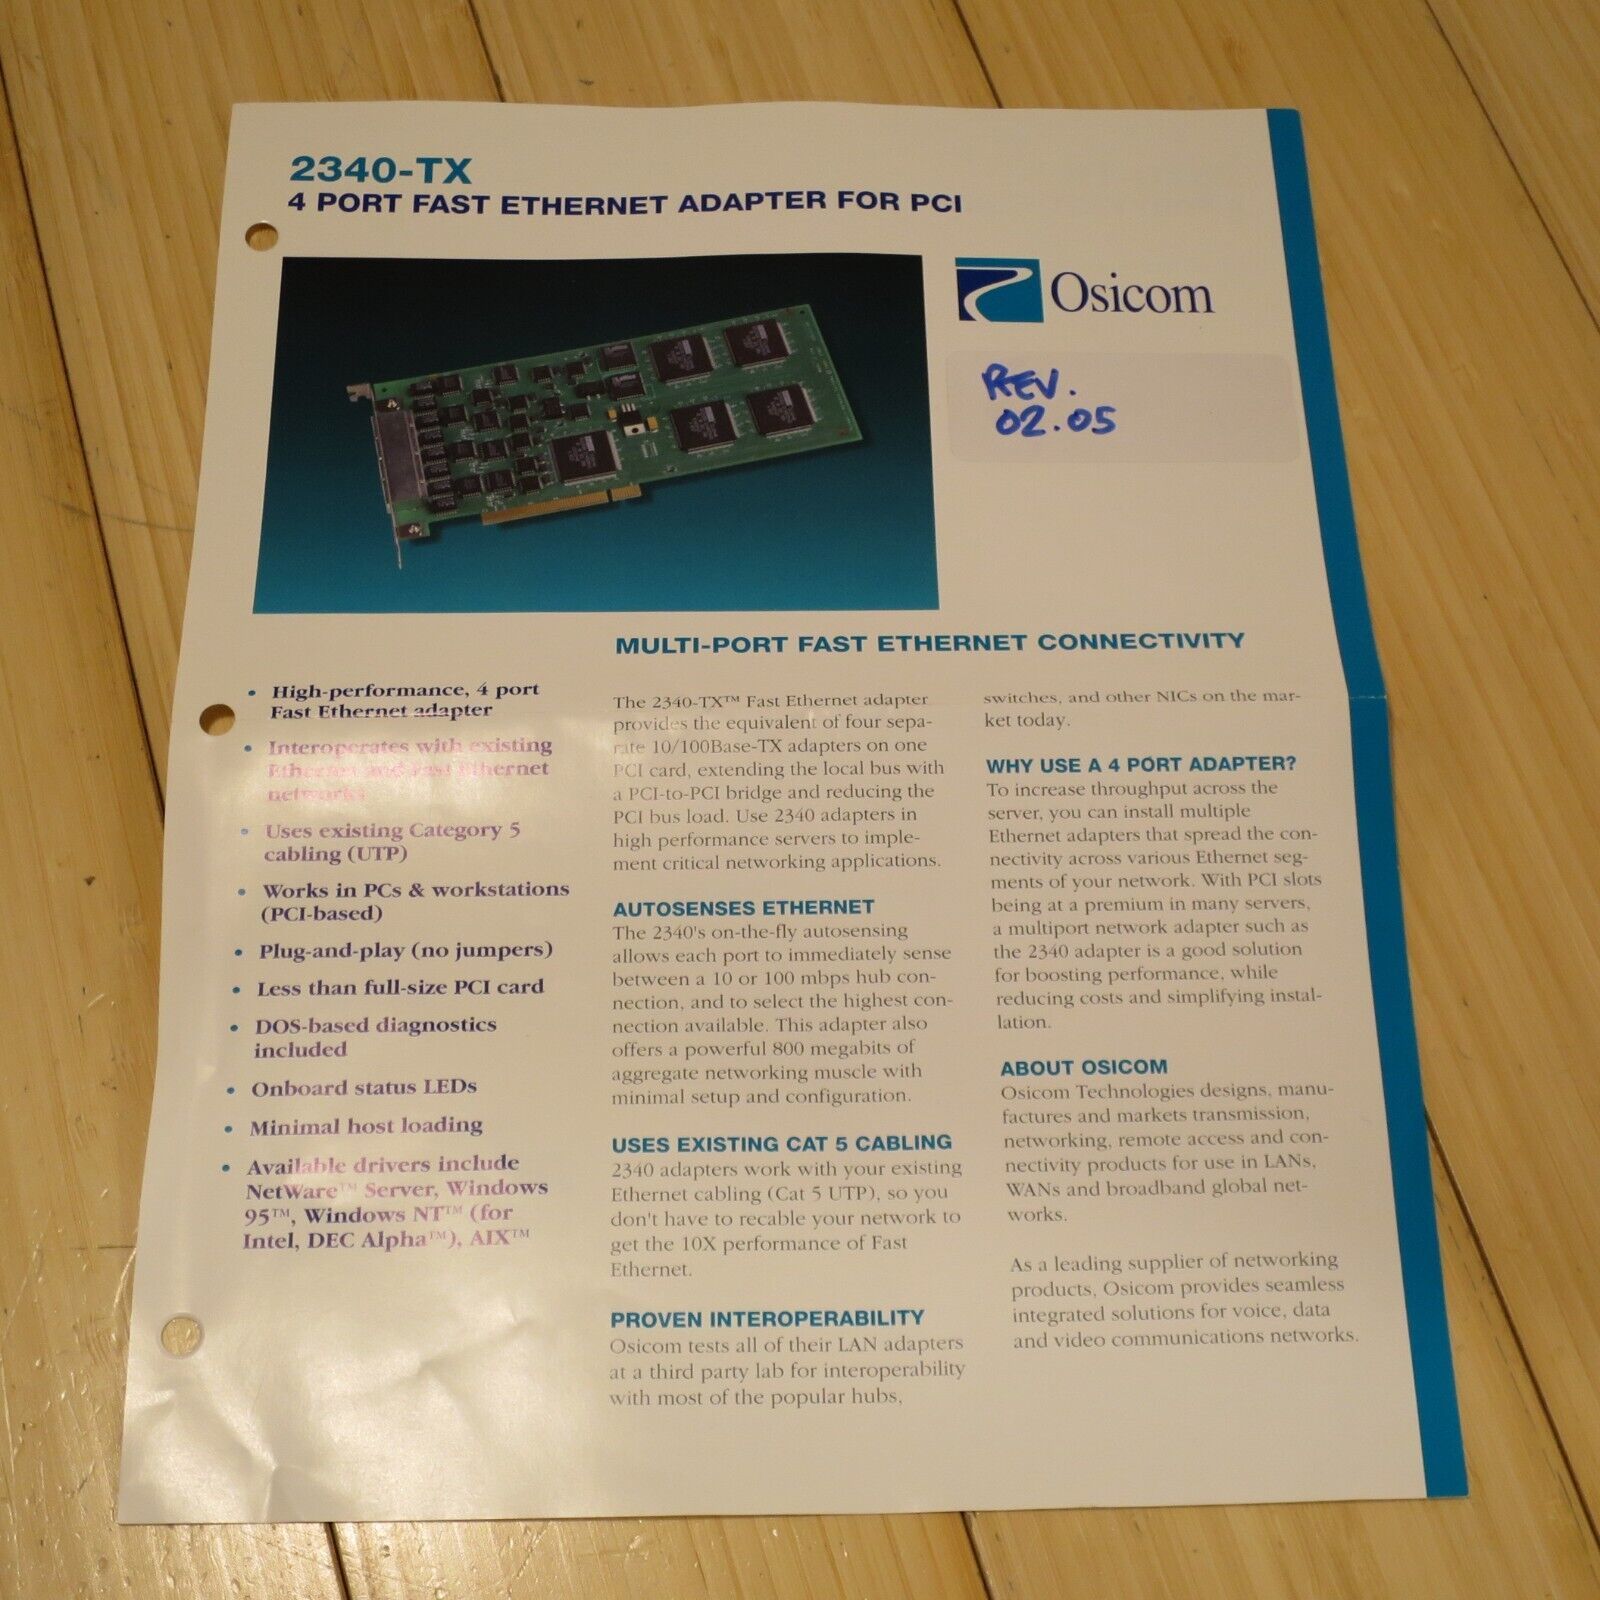 2340-TX
4 PORT FAST ETHERNET ADAPTER FOR PCI
Osicom
REV.
02.05
MULTI-PORT FAST ETHERNET CONNECTIVITY
• High-performance, 4 port
Fast Ethernet adapter
• Interoperates with existing
Ethernet and Fast Ethernet
networks
• Uses existing Category 5
cabling (UTP)
• Works in PCs & workstations
(PCI-based)
• Plug-and-play (no jumpers)
• Less than full-size PCI card
• DOS-based diagnostics
included
• Onboard status LEDs
• Minimal host loading
• Available drivers include
NetWare™ Server, Windows
95™, Windows NT™ (for
Intel, DEC Alpha™), AIX™
The 2340-TX™ Fast Ethernet adapter
provides the equivalent of four sepa-
rate 10/100Base-TX adapters on one
PCI card, extending the local bus with
a PCI-to-PCI bridge and reducing the
PCI bus load. Use 2340 adapters in
high performance servers to imple-
ment critical networking applications.
AUTOSENSES ETHERNET
The 2340's on-the-fly autosensing
allows each port to immediately sense
between a 10 or 100 mbps hub con-
nection, and to select the highest con-
nection available. This adapter also
offers a powerful 800 megabits of
aggregate networking muscle with
minimal setup and configuration.
USES EXISTING CAT 5 CABLING
2340 adapters work with your existing
Ethernet cabling (Cat 5 UTP), so you
don't have to recable your network to
get the 10X performance of Fast
Ethernet.
PROVEN INTEROPERABILITY
Osicom tests all of their LAN adapters
at a third party lab for interoperability
with most of the popular hubs,
switches, and other NICs on the mar-
ket today.
WHY USE A 4 PORT ADAPTER?
To increase throughput across the
server, you can install multiple
Ethernet adapters that spread the con-
nectivity across various Ethernet seg-
ments of your network. With PCI slots
being at a premium in many servers,
a multiport network adapter such as
the 2340 adapter is a good solution
for boosting performance, while
reducing costs and simplifying instal-
lation.
ABOUT OSICOM
Osicom Technologies designs, manu-
factures and markets transmission,
networking, remote access and con-
nectivity products for use in LANs,
WANs and broadband global net-
works.
As a leading supplier of networking
products, Osicom provides seamless
integrated solutions for voice, data
and video communications networks.